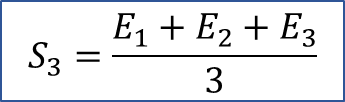 S₃ = (E₁ + E₂ + E₃) / 3